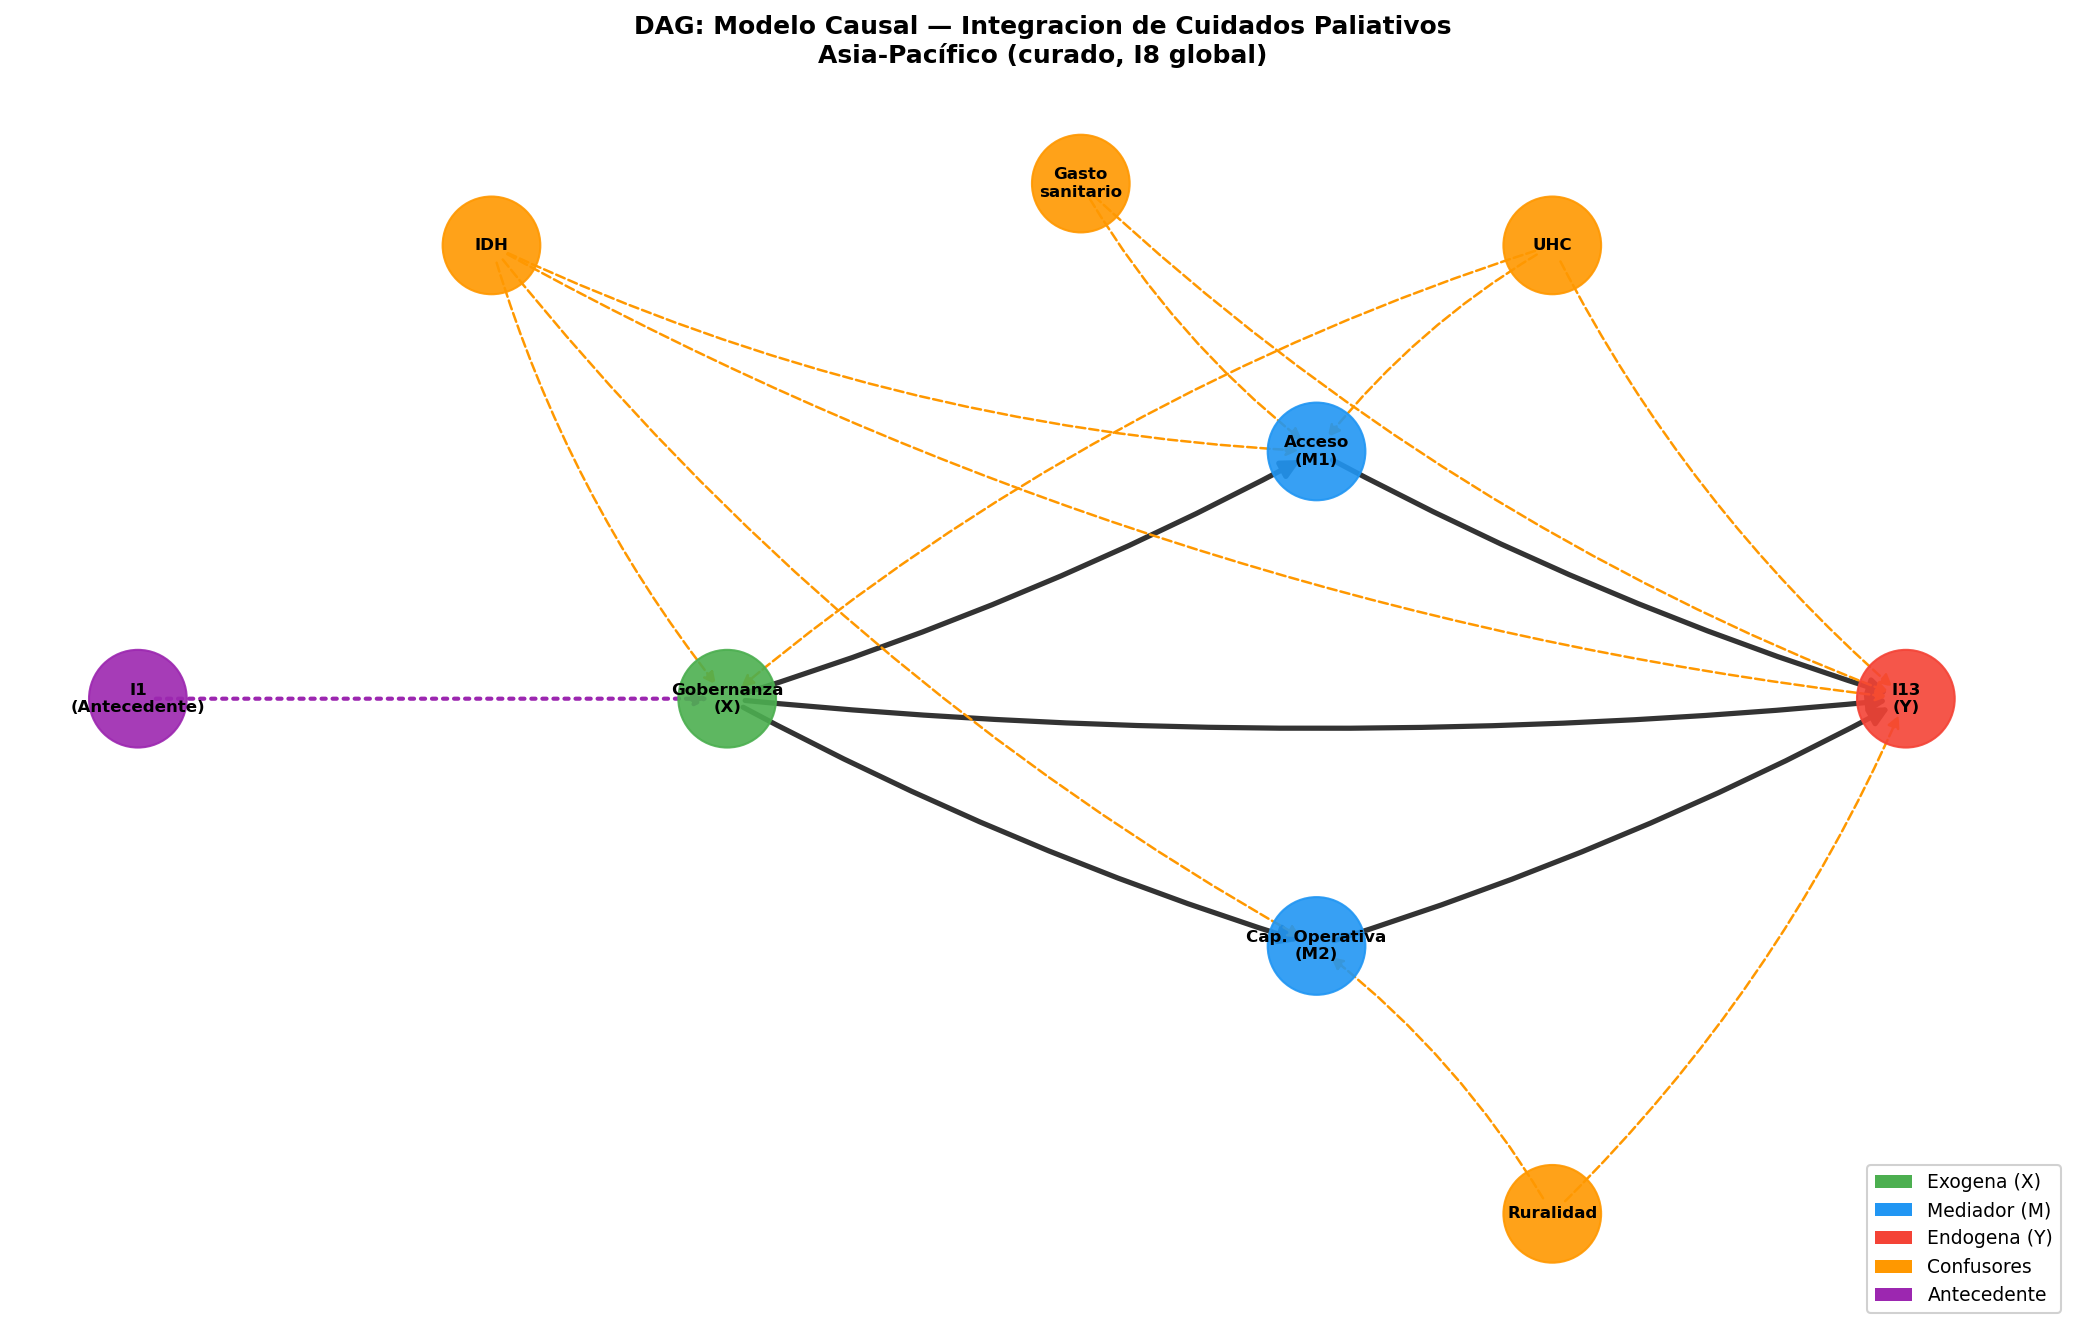 DAG: Modelo Causal — Integracion de Cuidados Paliativos
Asia-Pacífico (curado, I8 global)
Gasto
sanitario
IDH
UHC
Acceso
(M1)
I1
(Antecedente)
Gobernanza
(X)
I13
(Y)
Cap. Operativa
(M2)
Ruralidad
Exogena (X)
Mediador (M)
Endogena (Y)
Confusores
Antecedente